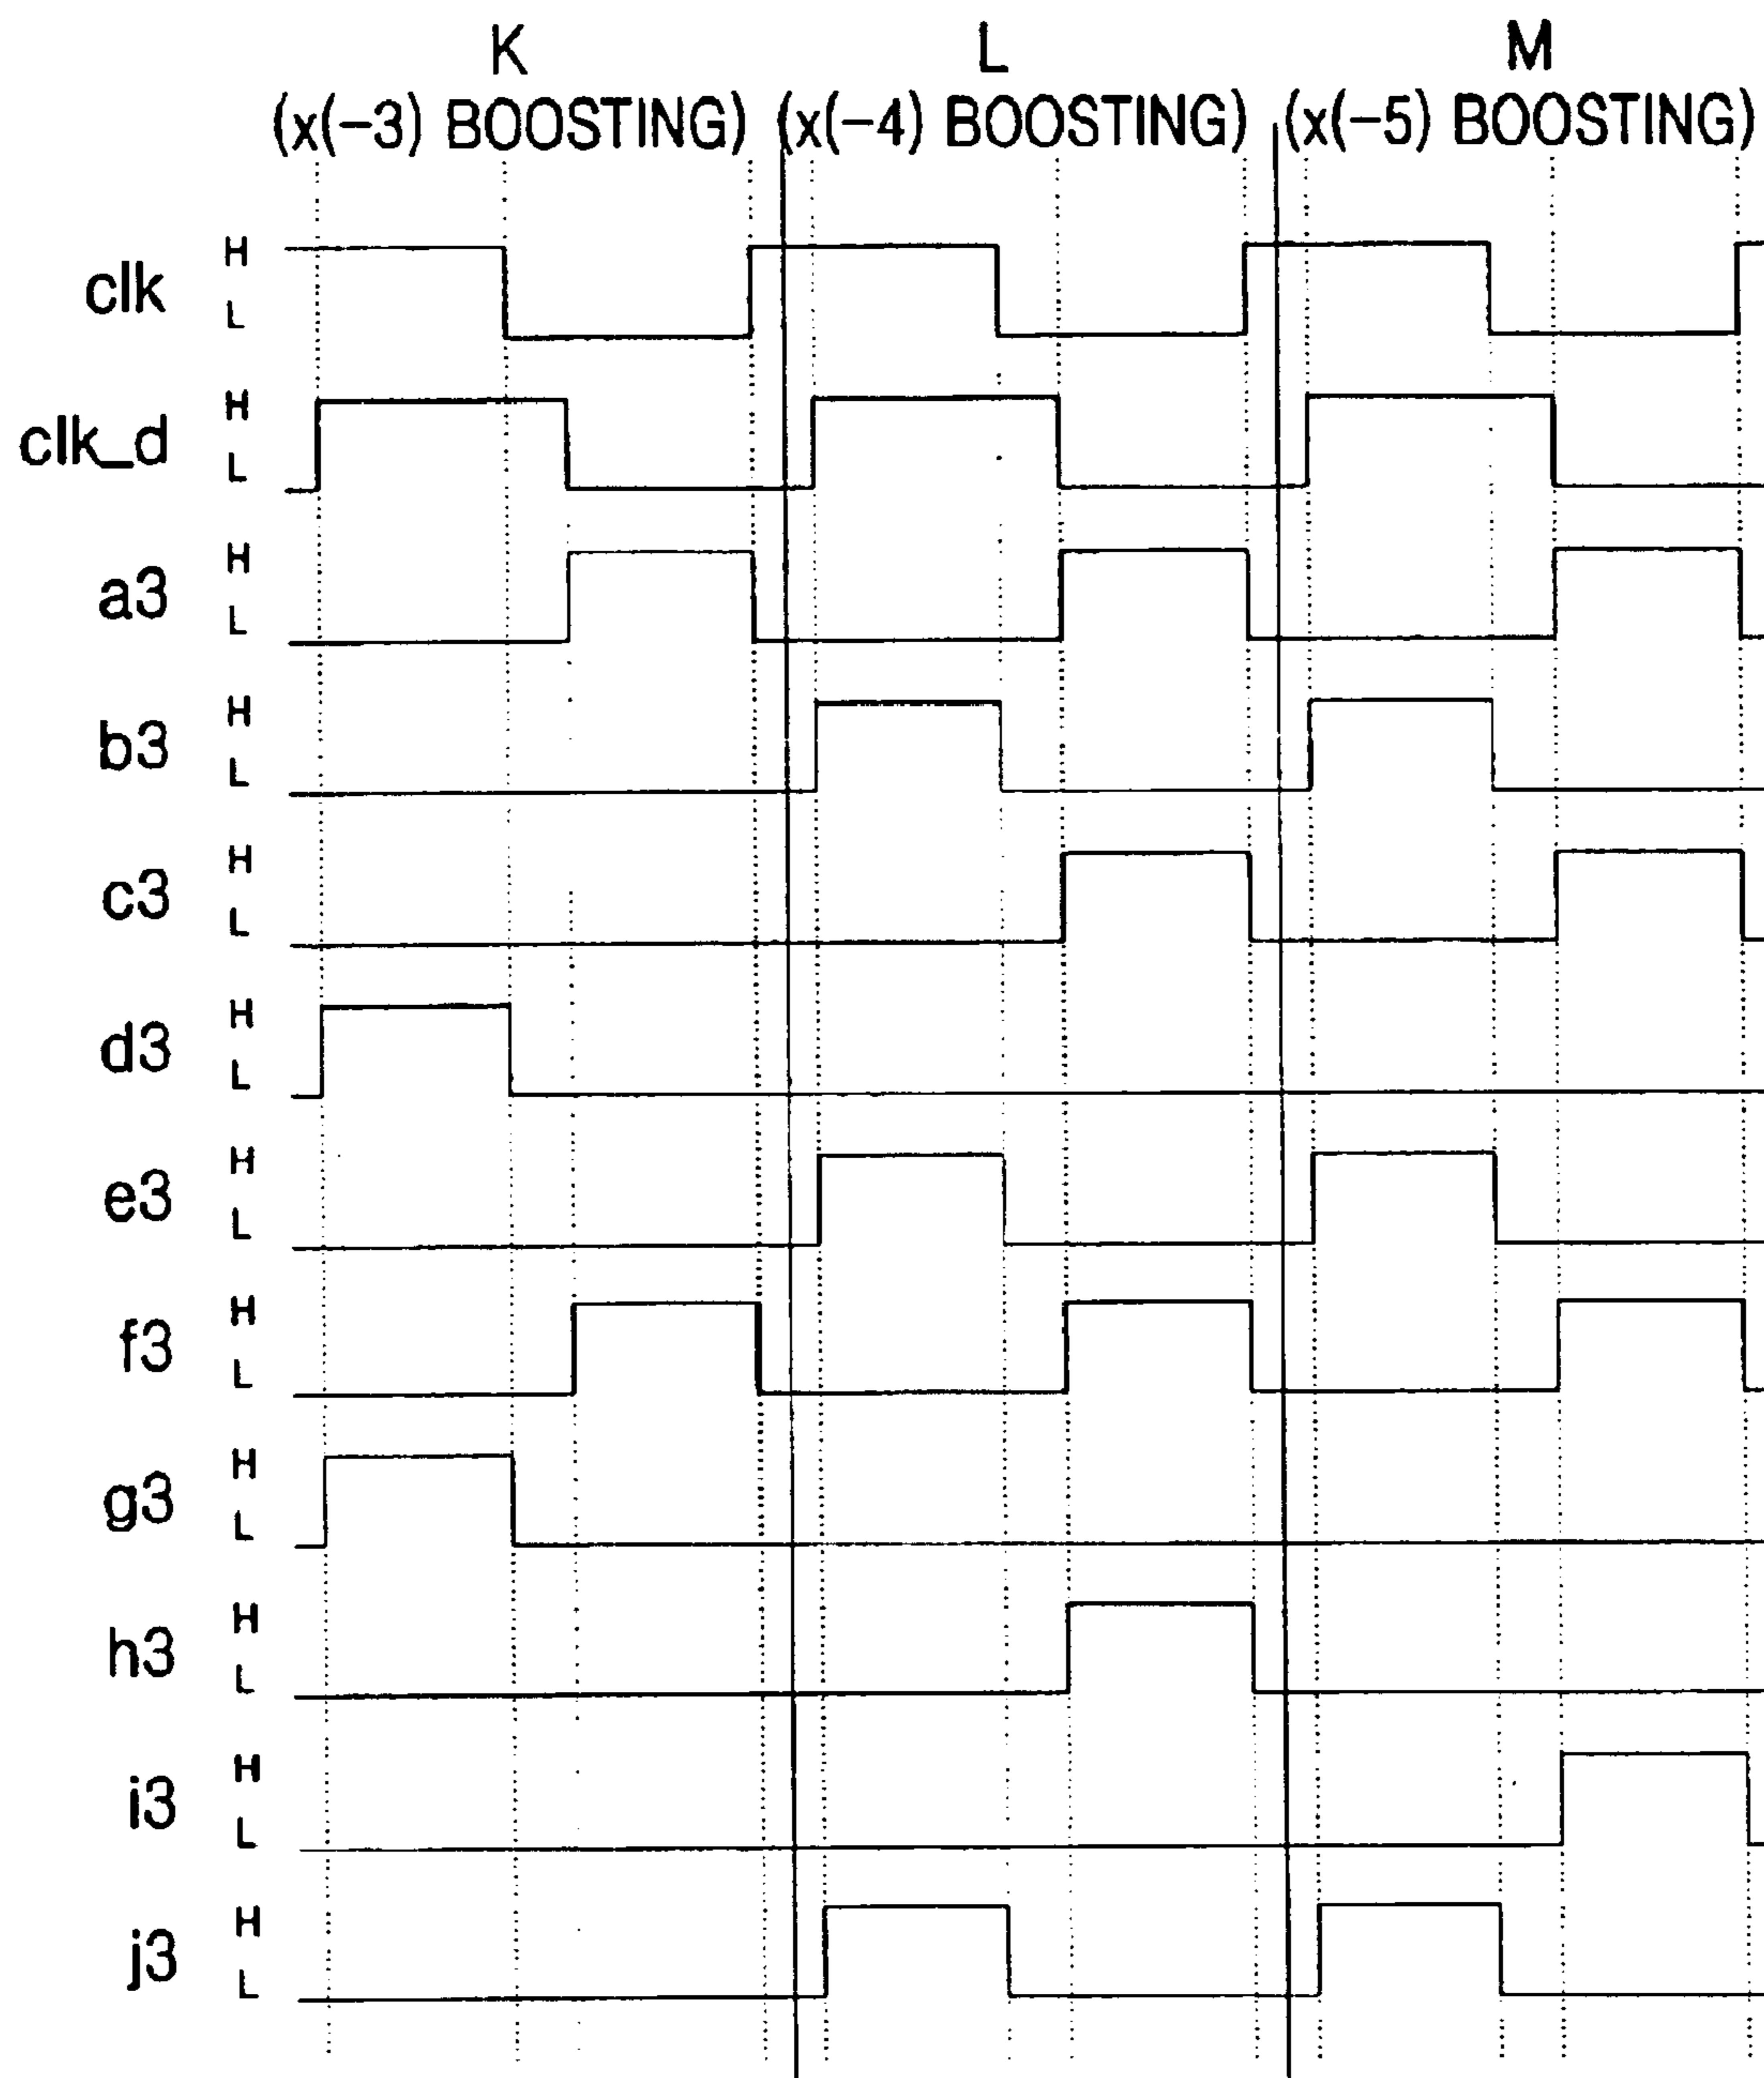 K L M
(x(-3) BOOSTING) (x(-4) BOOSTING) (x(-5) BOOSTING)
clk H L
clk_d H L
a3 H L
b3 H L
c3 H L
d3 H L
e3 H L
f3 H L
g3 H L
h3 H L
i3 H L
j3 H L